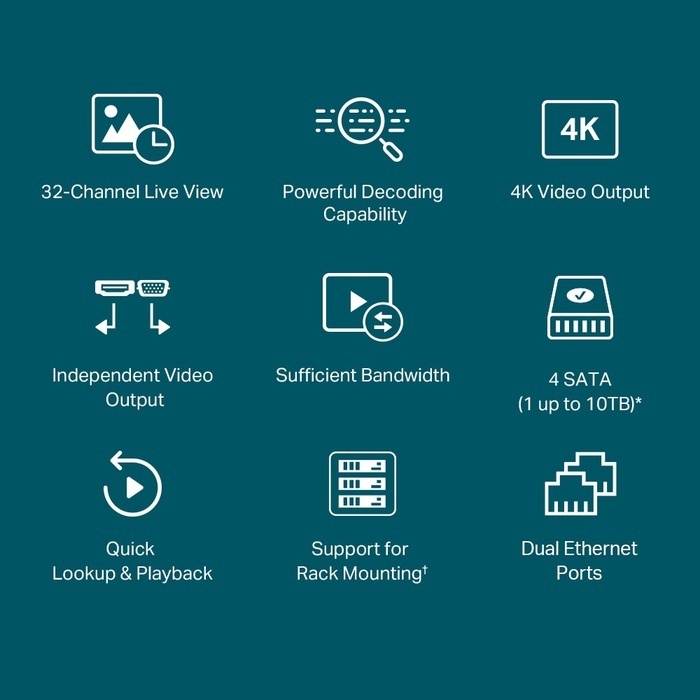 32-Channel Live View
Powerful Decoding
Capability
4K
4K Video Output
Independent Video
Output
Sufficient Bandwidth
4 SATA
(1 up to 10TB)*
Quick
Lookup & Playback
Support for
Rack Mounting†
Dual Ethernet
Ports